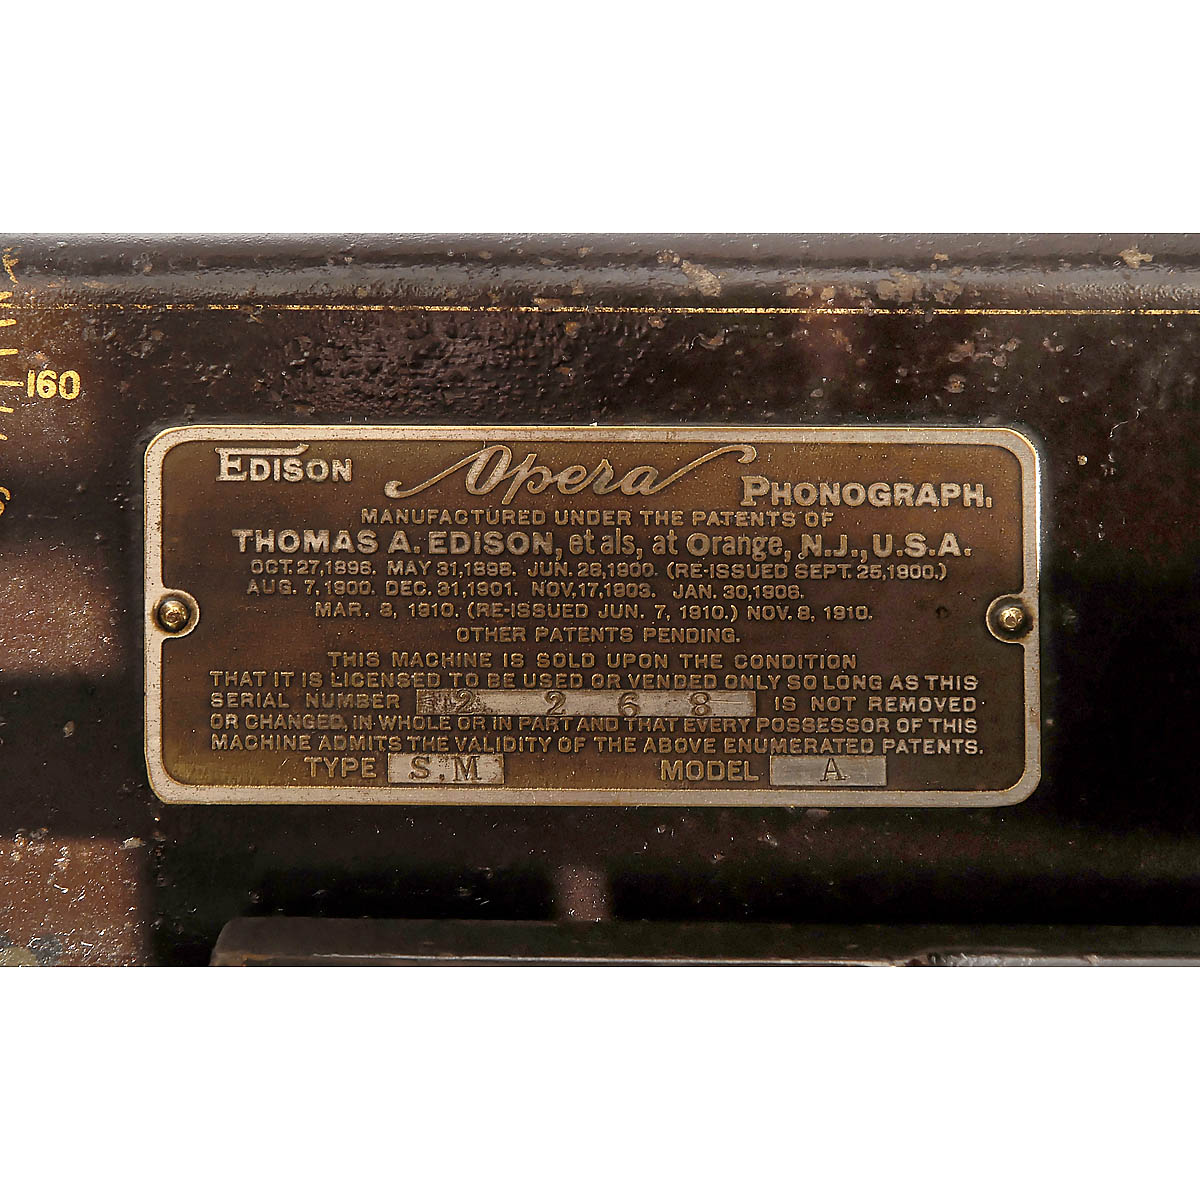 160
EDISON Opera PHONOGRAPH.
MANUFACTURED UNDER THE PATENTS OF
THOMAS A. EDISON, et als, at Orange, N.J., U.S.A.
OCT. 27, 1896. MAY 31, 1898. JUN. 26, 1900. (RE-ISSUED SEPT. 25, 1900.)
AUG. 7, 1900. DEC. 31, 1901. NOV. 17, 1903. JAN. 30, 1906.
MAR. 8, 1910. (RE-ISSUED JUN. 7, 1910.) NOV. 8, 1910.
OTHER PATENTS PENDING.
THIS MACHINE IS SOLD UPON THE CONDITION
THAT IT IS LICENSED TO BE USED OR VENDED ONLY SO LONG AS THIS
SERIAL NUMBER 2 2 6 8 IS NOT REMOVED
OR CHANGED, IN WHOLE OR IN PART AND THAT EVERY POSSESSOR OF THIS
MACHINE ADMITS THE VALIDITY OF THE ABOVE ENUMERATED PATENTS.
TYPE S.M MODEL A